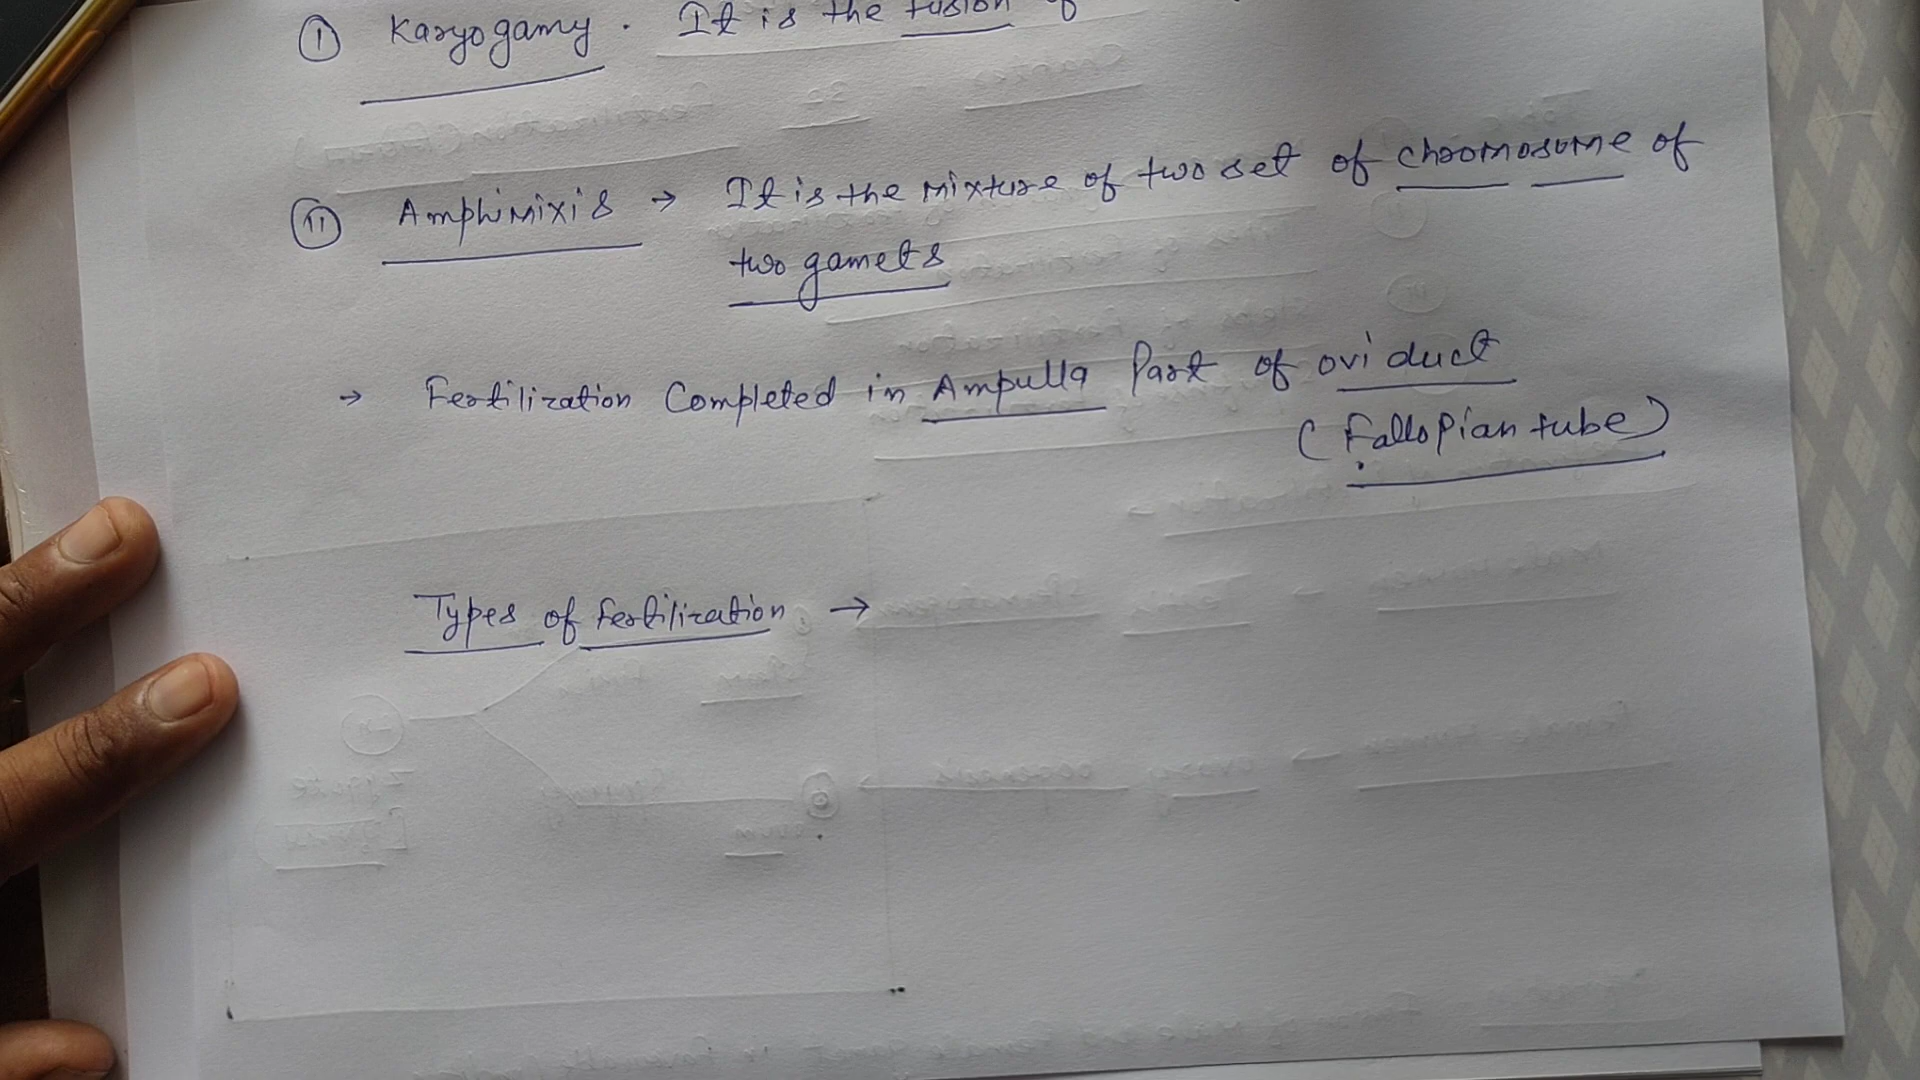 (I) Karyogamy . It is the fusion of
(II) Amphimixis → It is the mixture of two set of chromosome of
two gamets
→ Fertilization Completed in Ampulla Part of oviduct
(Fallopian tube)
Types of Fertilization →